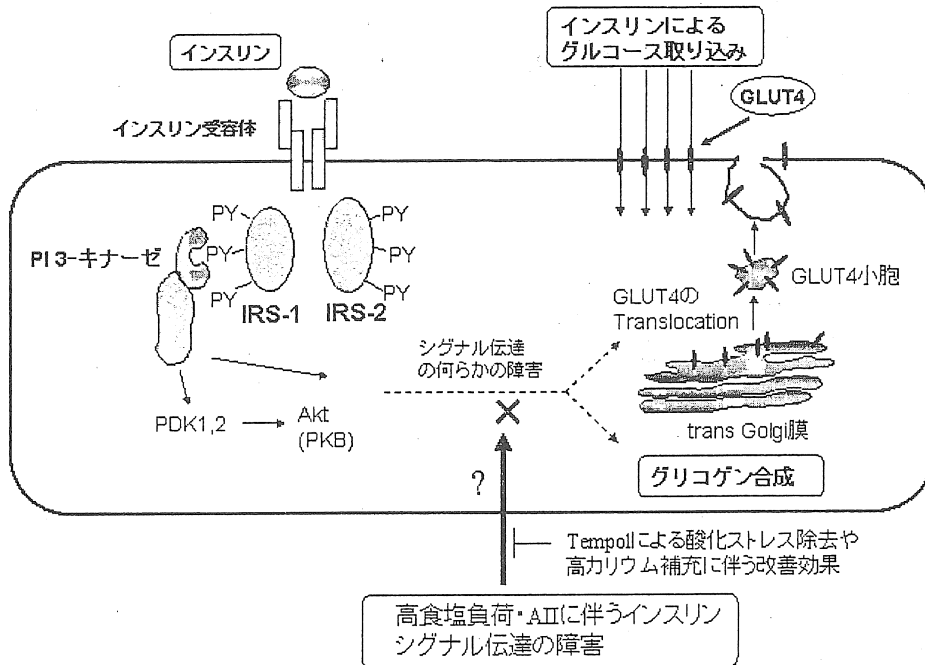 インスリン
インスリンによる
グルコース取り込み
GLUT4
インスリン受容体
PI 3-キナーゼ
PY
PY
PY
PY
PY
PY
IRS-1
IRS-2
GLUT4小胞
GLUT4の
Translocation
シグナル伝達
の何らかの障害
PDK1,2
Akt
(PKB)
trans Golgi膜
グリコゲン合成
?
Tempolによる酸化ストレス除去や
高カリウム補充に伴う改善効果
高食塩負荷・AIIに伴うインスリン
シグナル伝達の障害